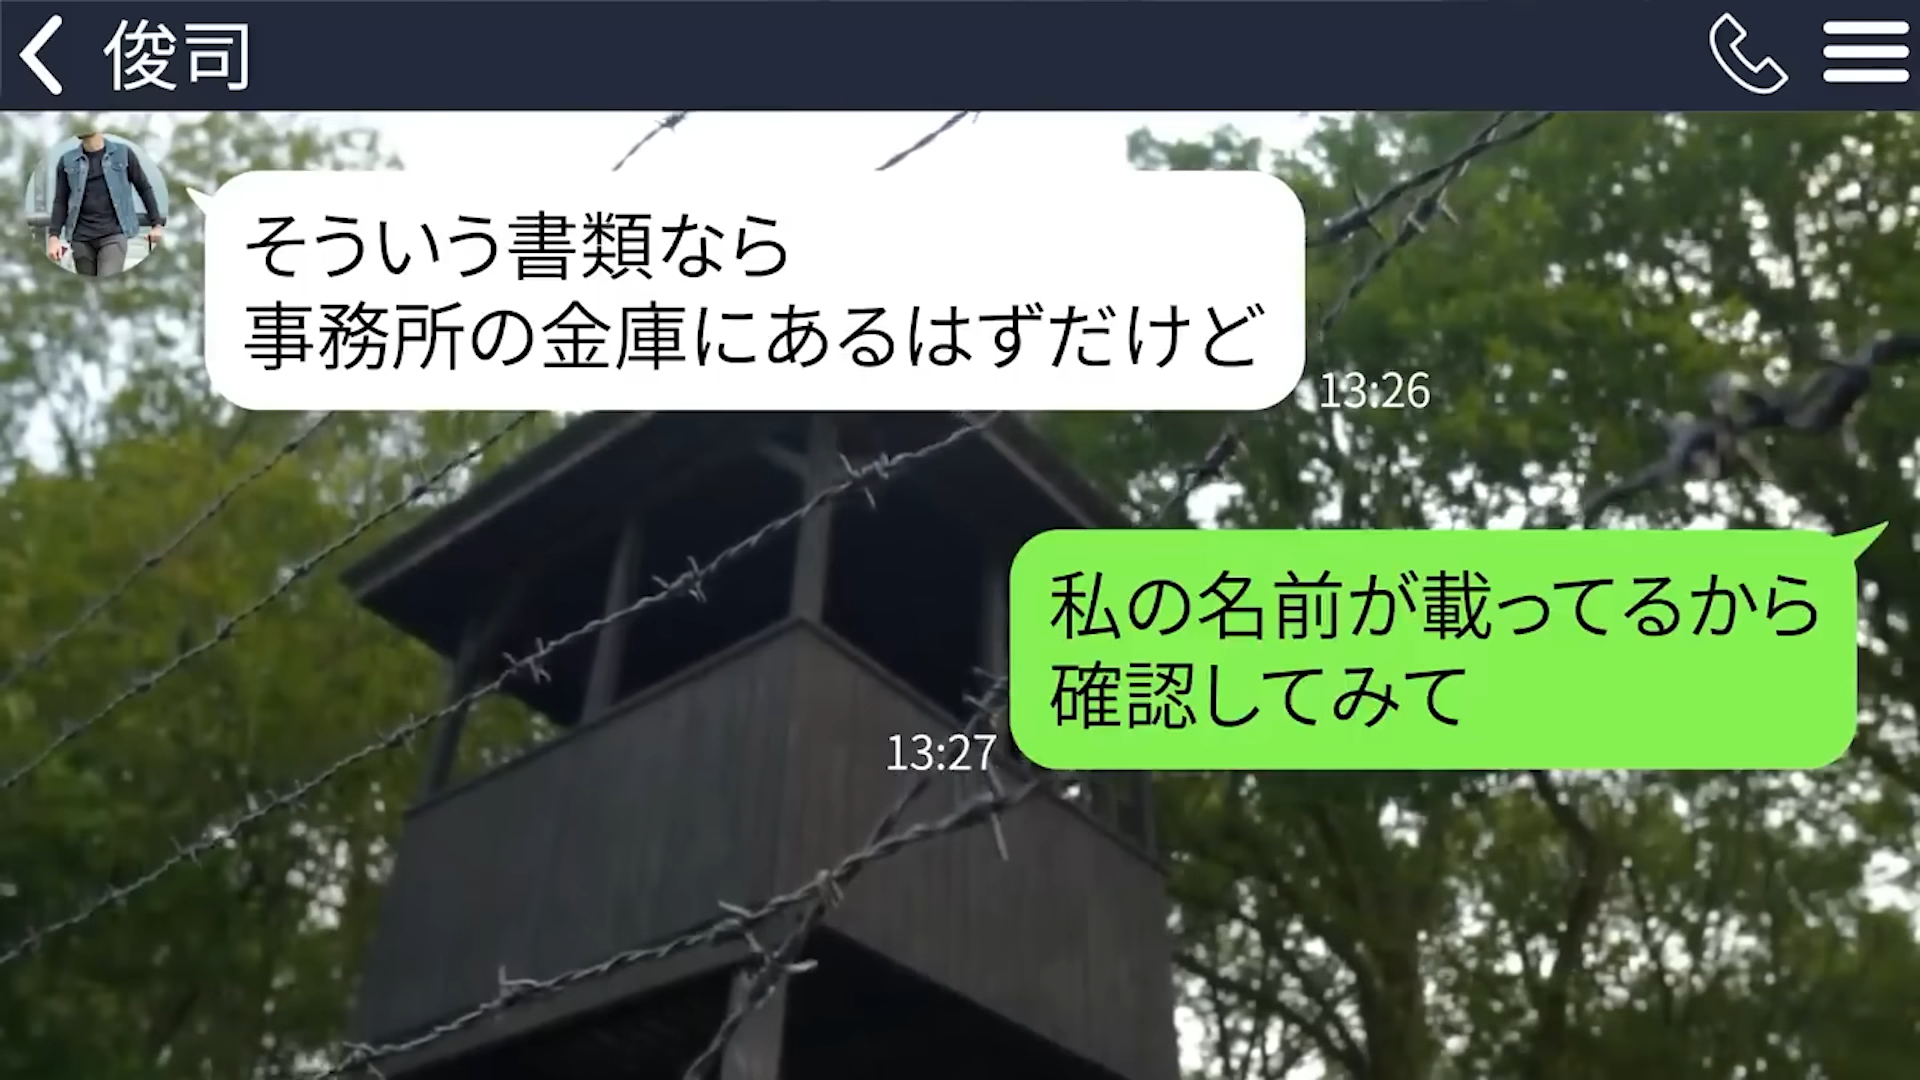 俊司
そういう書類なら
事務所の金庫にあるはずだけど
13:26
私の名前が載ってるから
確認してみて
13:27